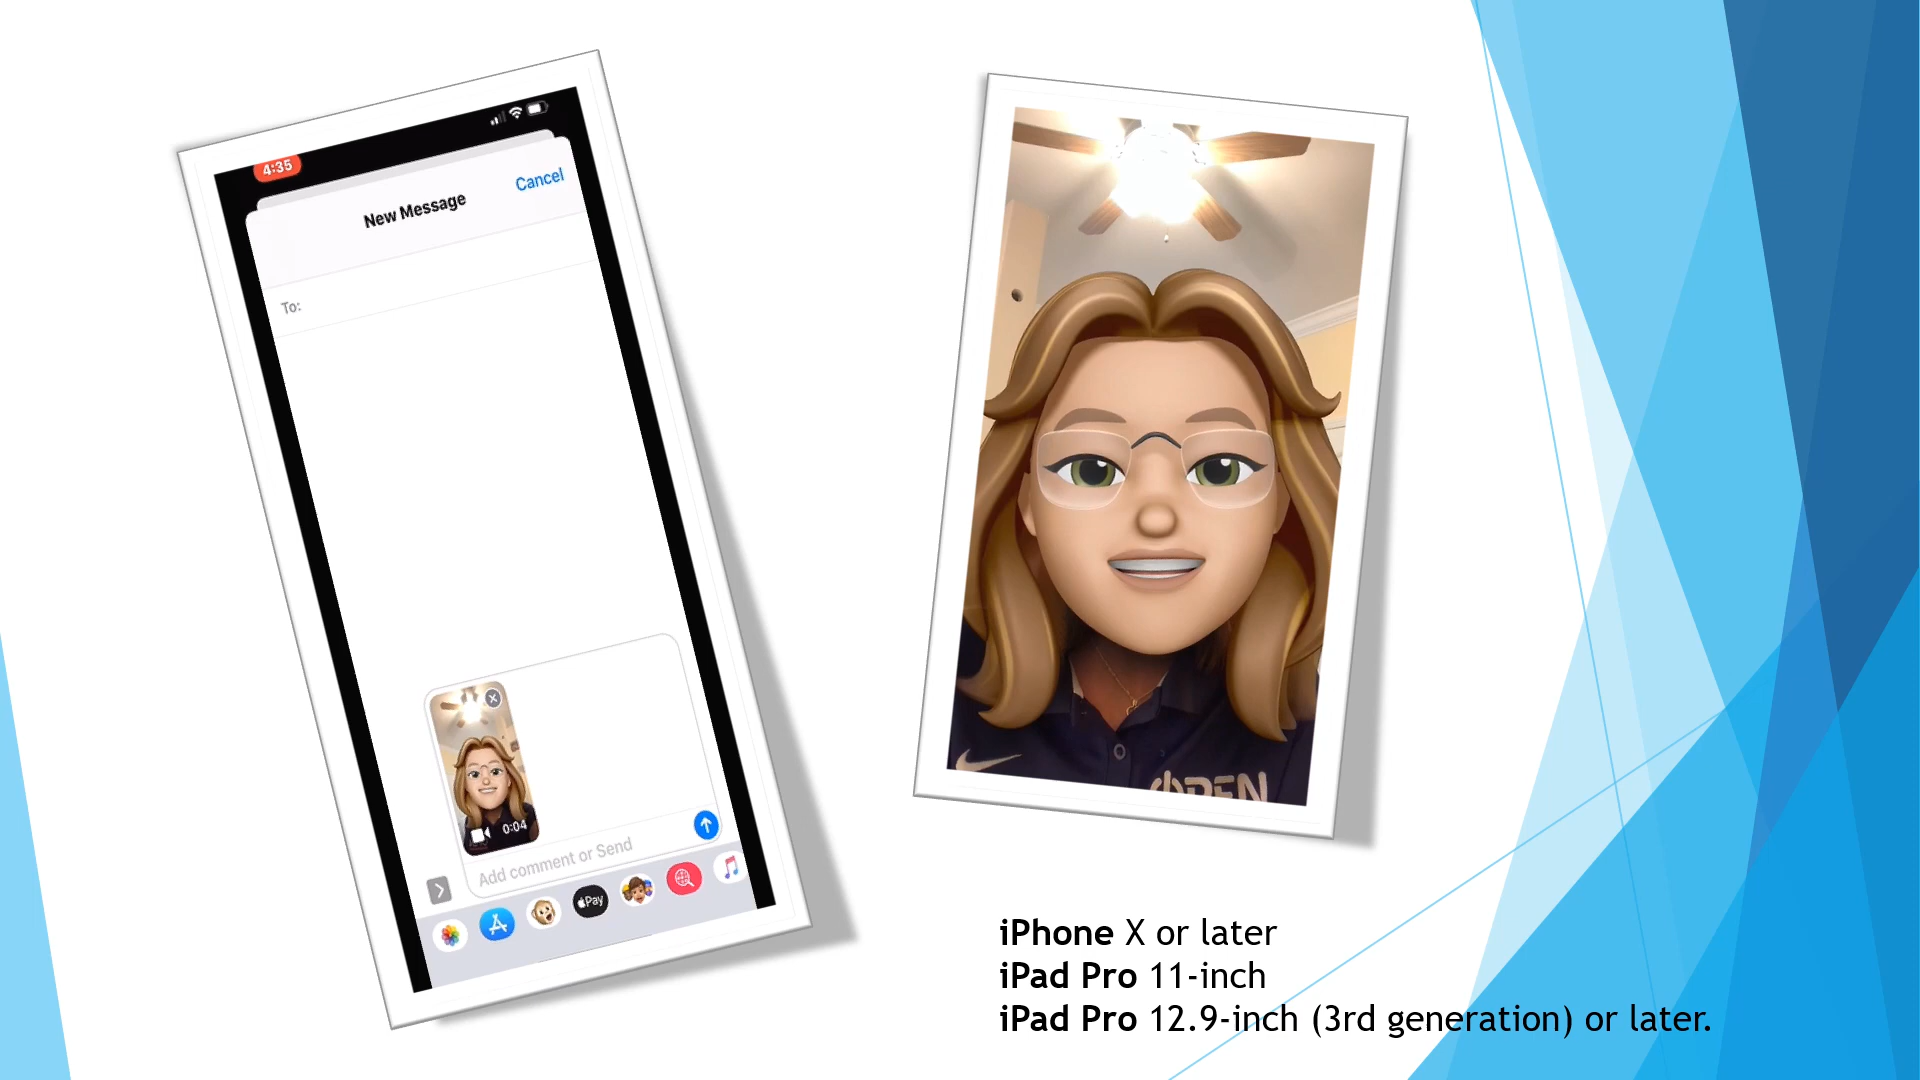 4:35
New Message
Cancel
To:
0:04
Add comment or Send
Pay
OPEN
iPhone X or later
iPad Pro 11-inch
iPad Pro 12.9-inch (3rd generation) or later.